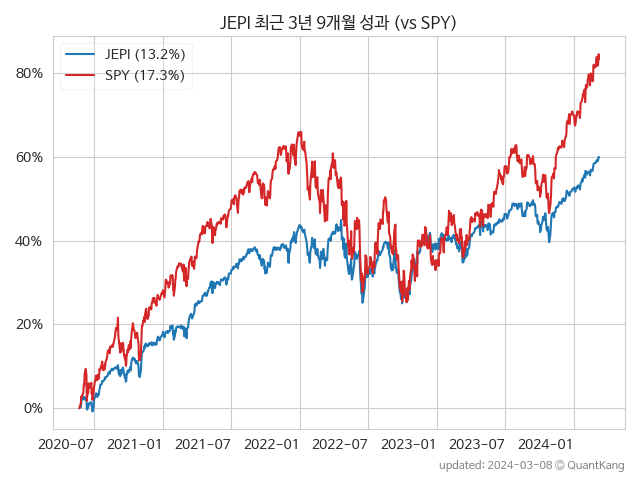 JEPI 최근 3년 9개월 성과 (vs SPY)
JEPI (13.2%)
SPY (17.3%)
80%
60%
40%
20%
0%
2020-07 2021-01 2021-07 2022-01 2022-07 2023-01 2023-07 2024-01
updated: 2024-03-08 © QuantKang